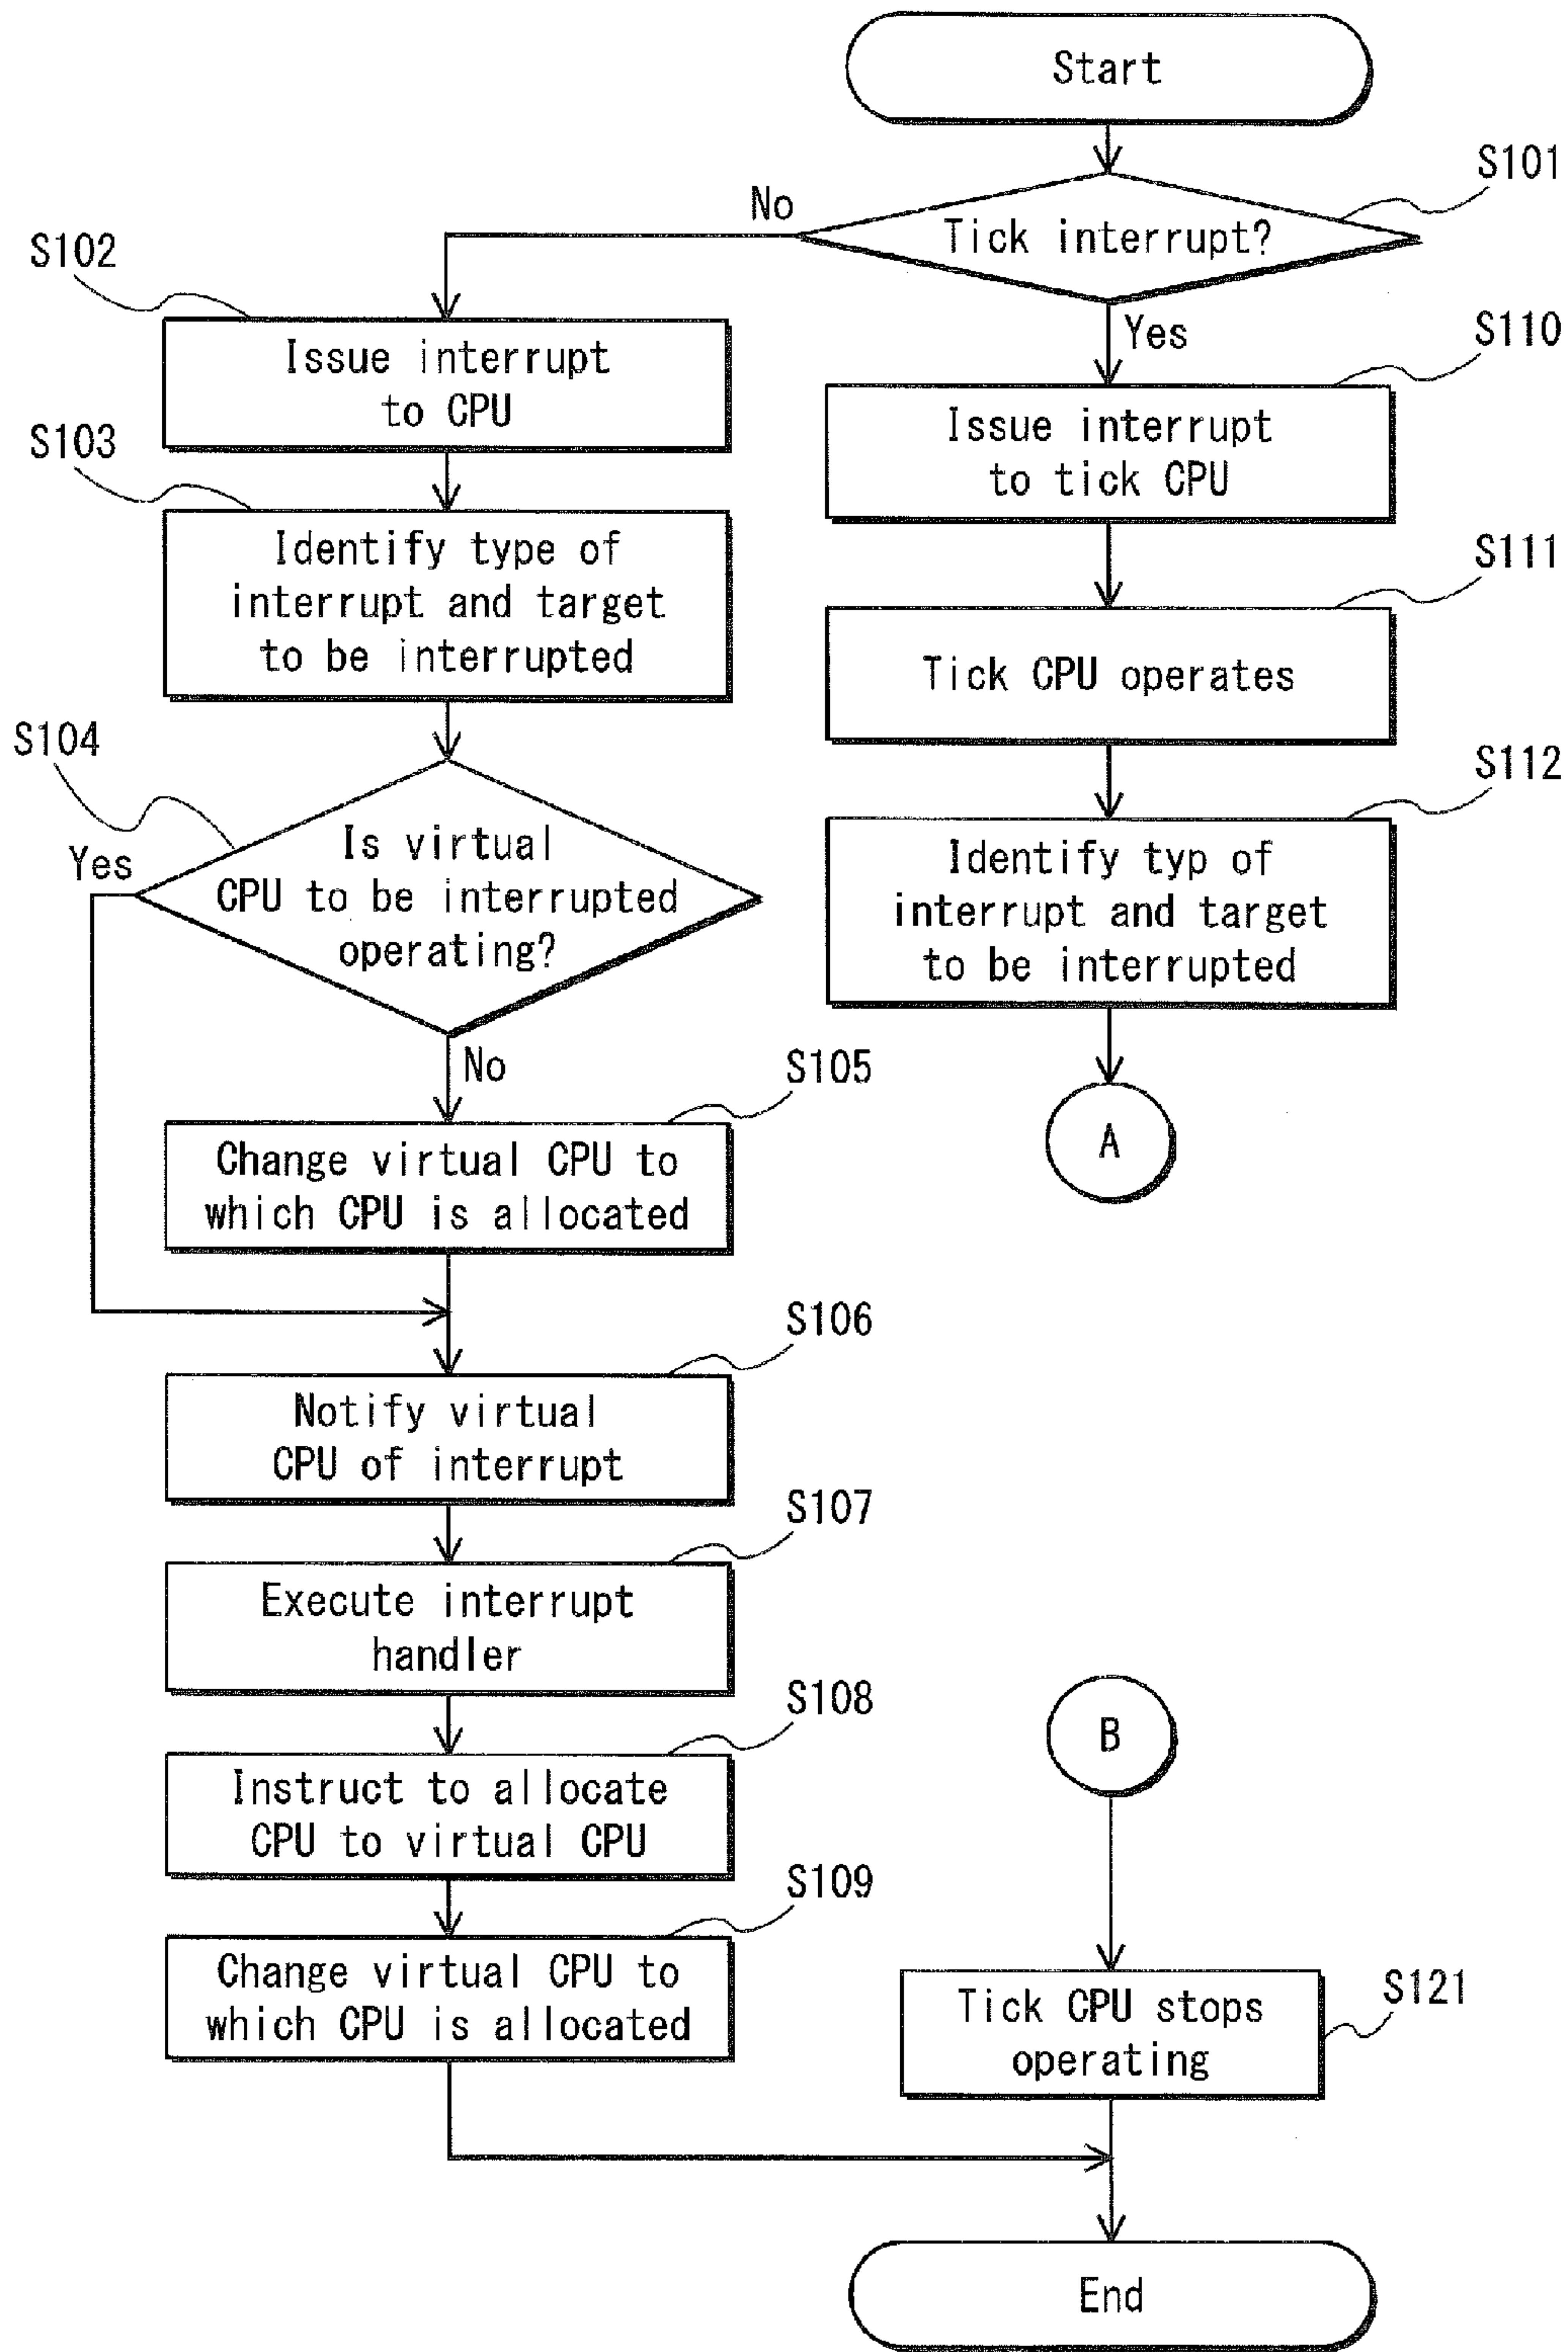 Start
S101
Tick interrupt?
No
Yes
S102
Issue interrupt
to CPU
S103
Identify type of
interrupt and target
to be interrupted
S104
Is virtual
CPU to be interrupted
operating?
Yes
No
S105
Change virtual CPU to
which CPU is allocated
S106
Notify virtual
CPU of interrupt
S107
Execute interrupt
handler
S108
Instruct to allocate
CPU to virtual CPU
S109
Change virtual CPU to
which CPU is allocated
S110
Issue interrupt
to tick CPU
S111
Tick CPU operates
S112
Identify typ of
interrupt and target
to be interrupted
A
B
S121
Tick CPU stops
operating
End